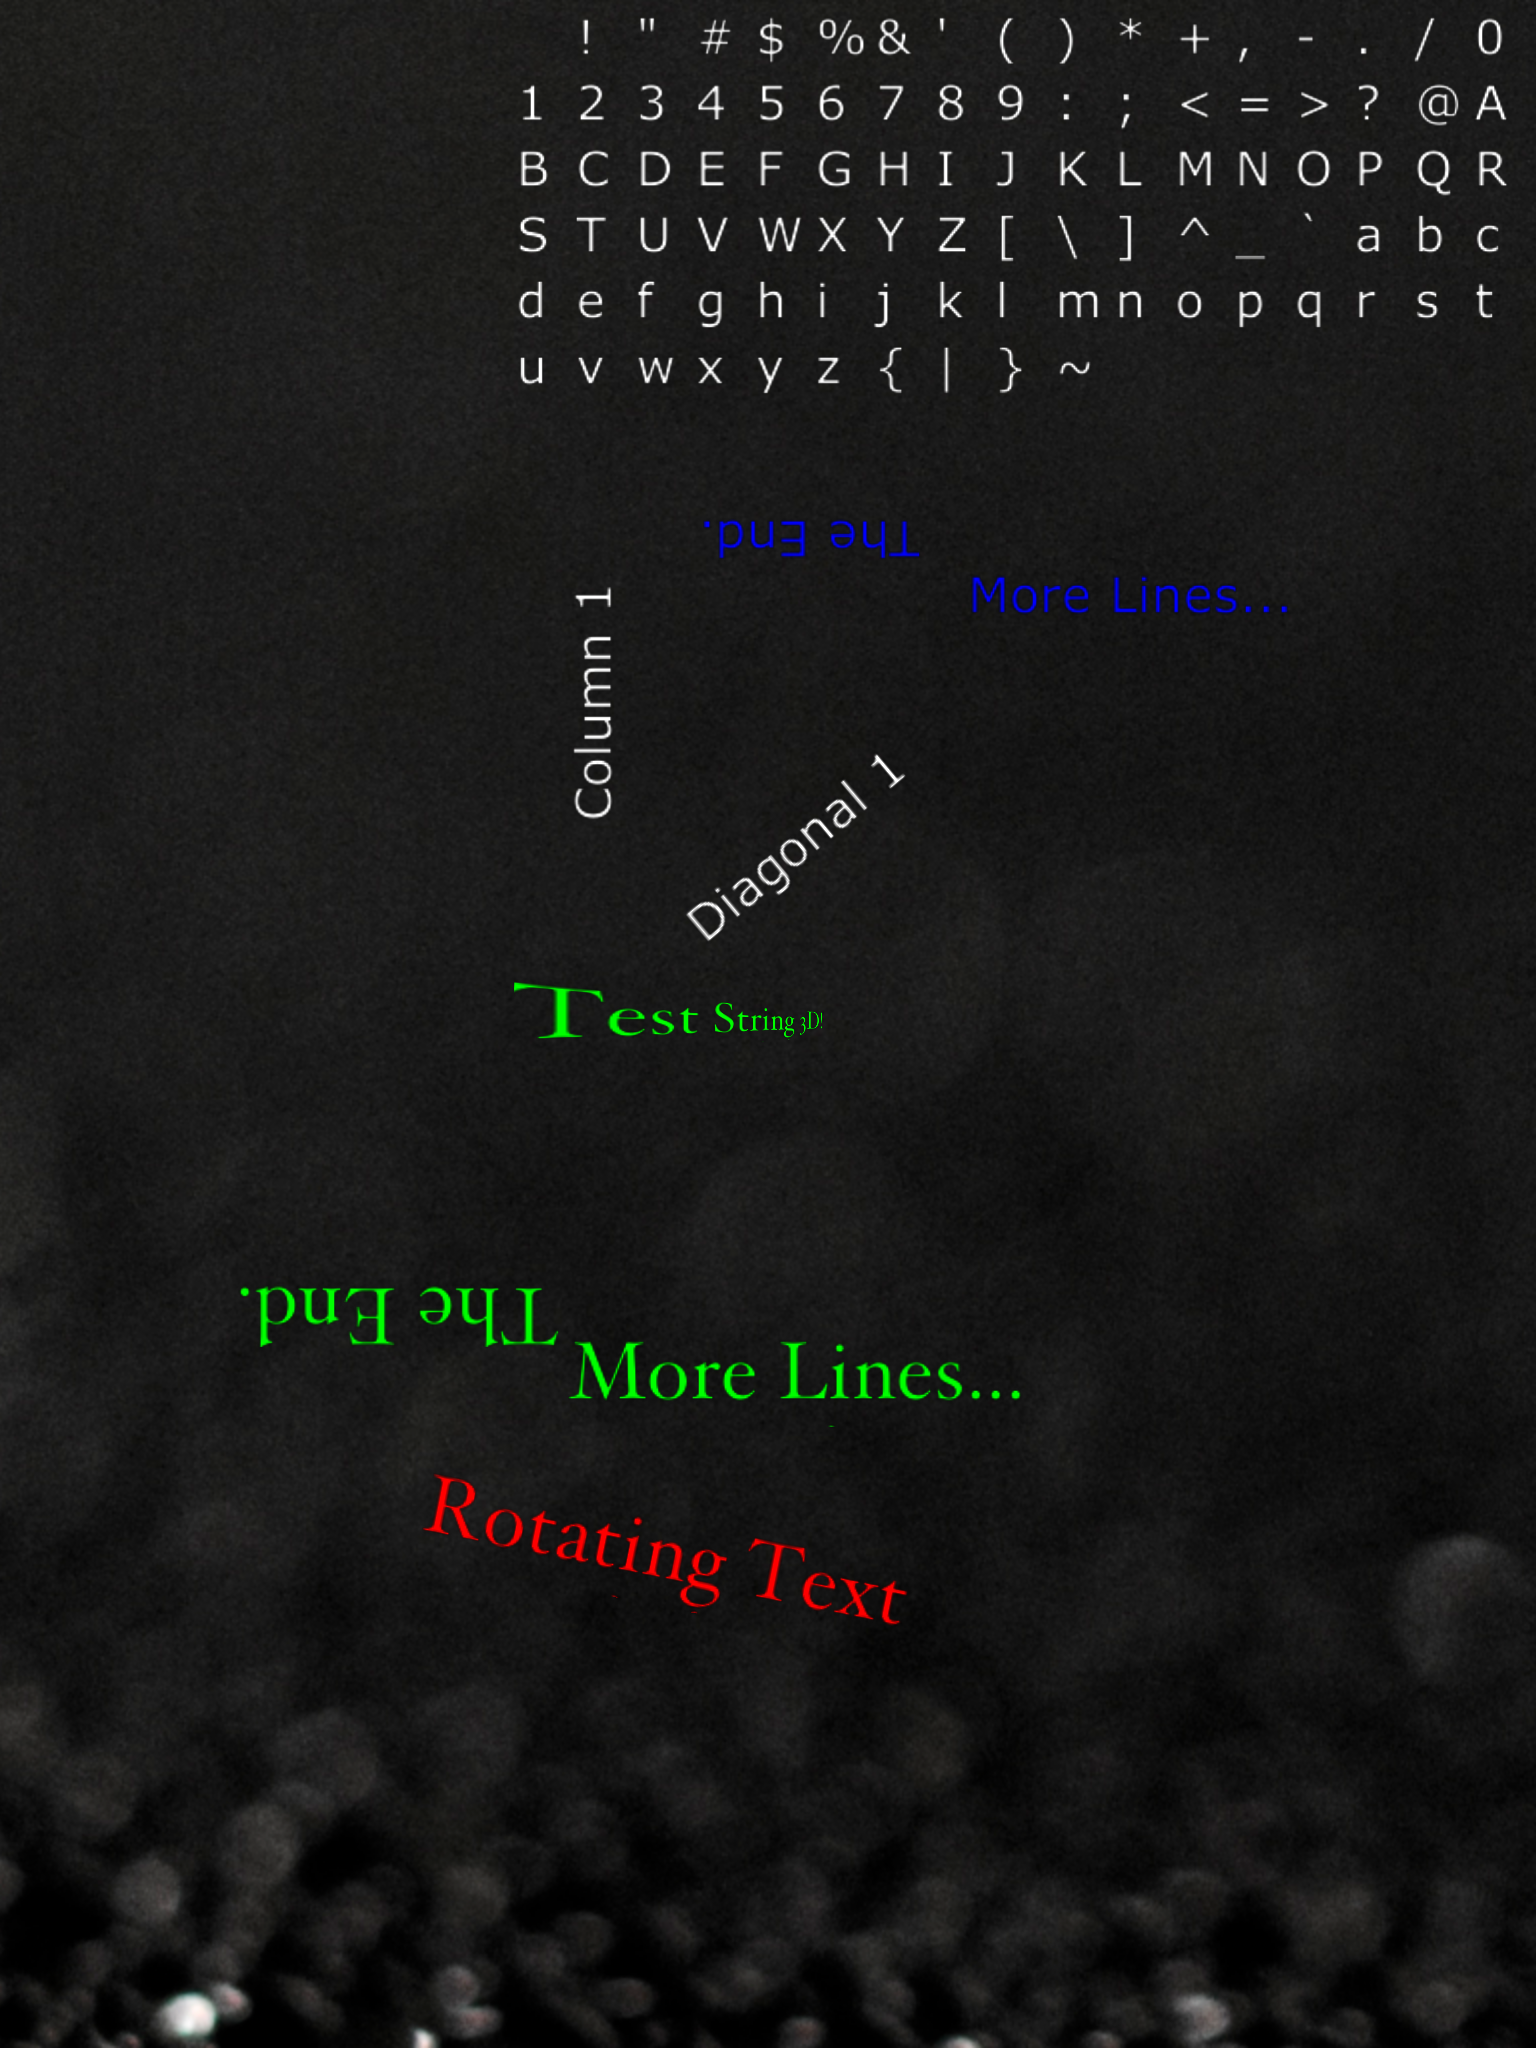 ! " # $ % & ' ( ) * + , - . / 0
1 2 3 4 5 6 7 8 9 : ; < = > ? @ A
B C D E F G H I J K L M N O P Q R
S T U V W X Y Z [ \ ] ^ _ ` a b c
d e f g h i j k l m n o p q r s t
u v w x y z { | } ~
The End.
More Lines...
Column 1
Diagonal 1
Test String 3D!
The End.
More Lines...
Rotating Text